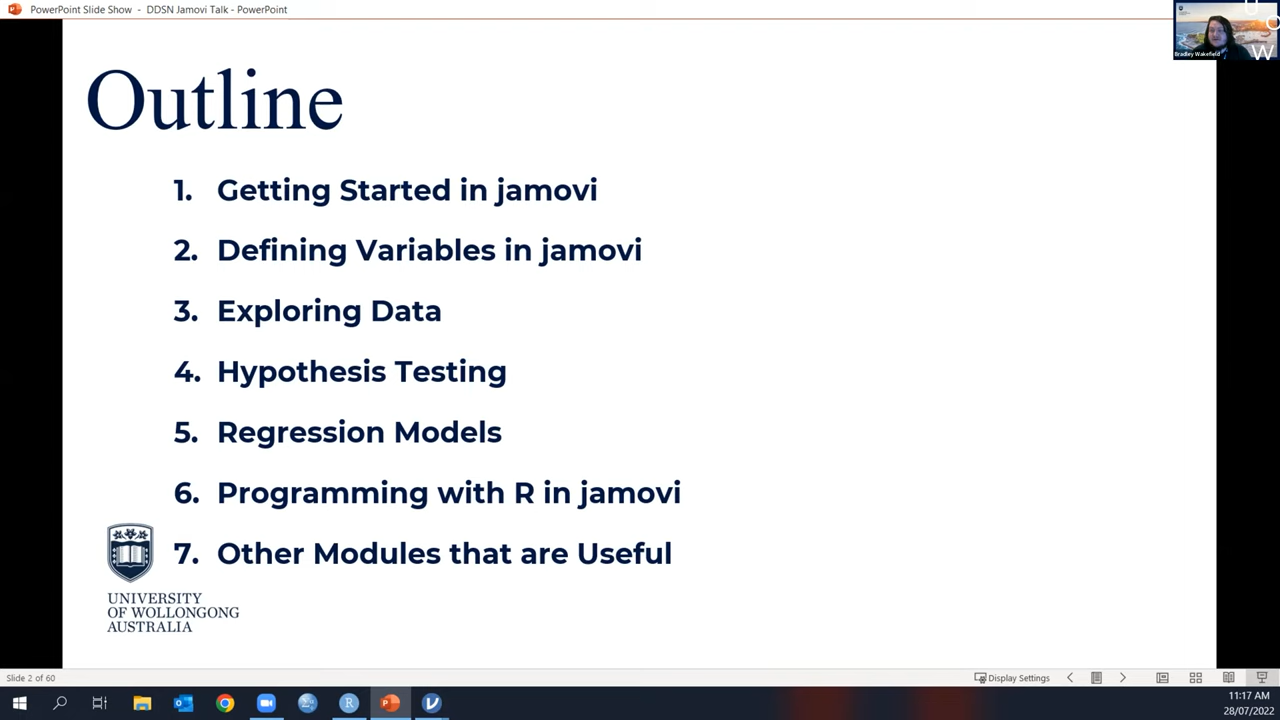 PowerPoint Slide Show - DDSN Jamovi Talk - PowerPoint
U
O
W
Bradley Wakefield
Outline
1. Getting Started in jamovi
2. Defining Variables in jamovi
3. Exploring Data
4. Hypothesis Testing
5. Regression Models
6. Programming with R in jamovi
7. Other Modules that are Useful
UNIVERSITY
OF WOLLONGONG
AUSTRALIA
Slide 2 of 60
Display Settings
11:17 AM
28/07/2022